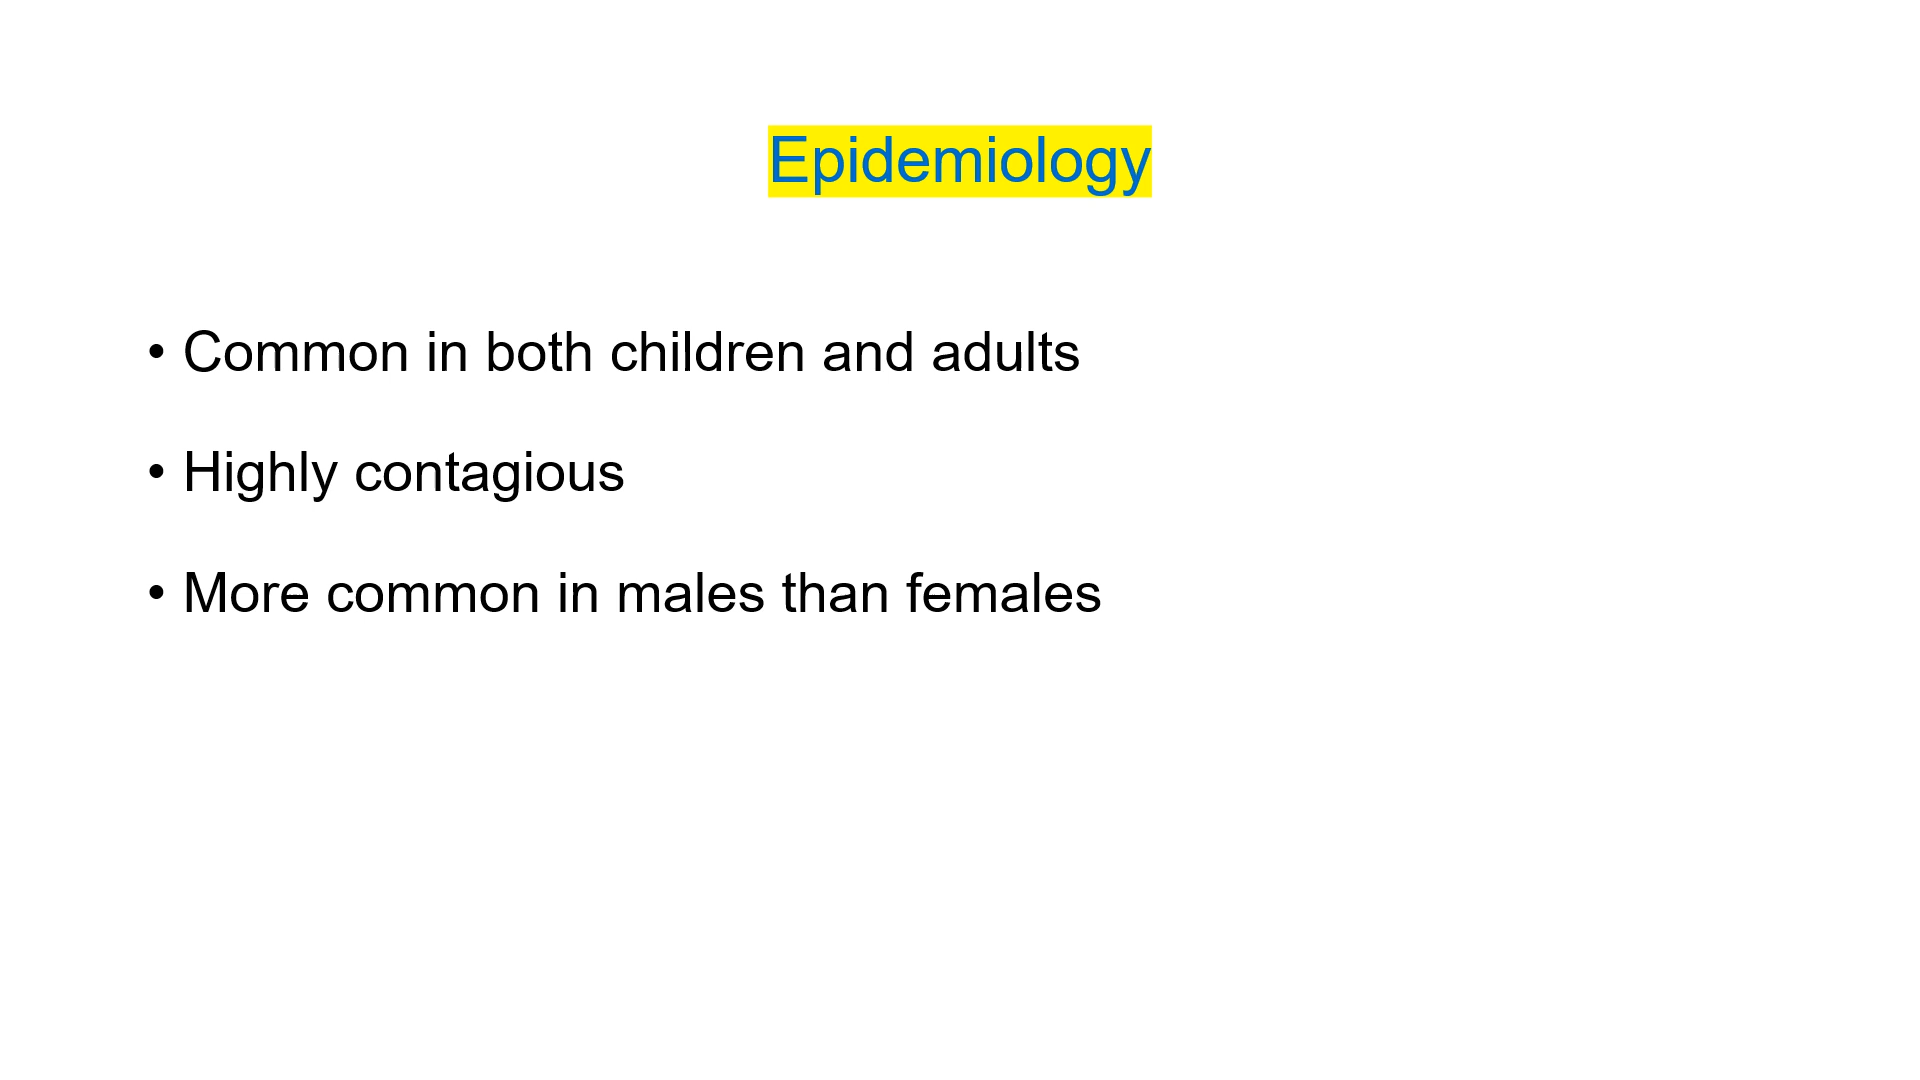 Epidemiology
• Common in both children and adults
• Highly contagious
• More common in males than females